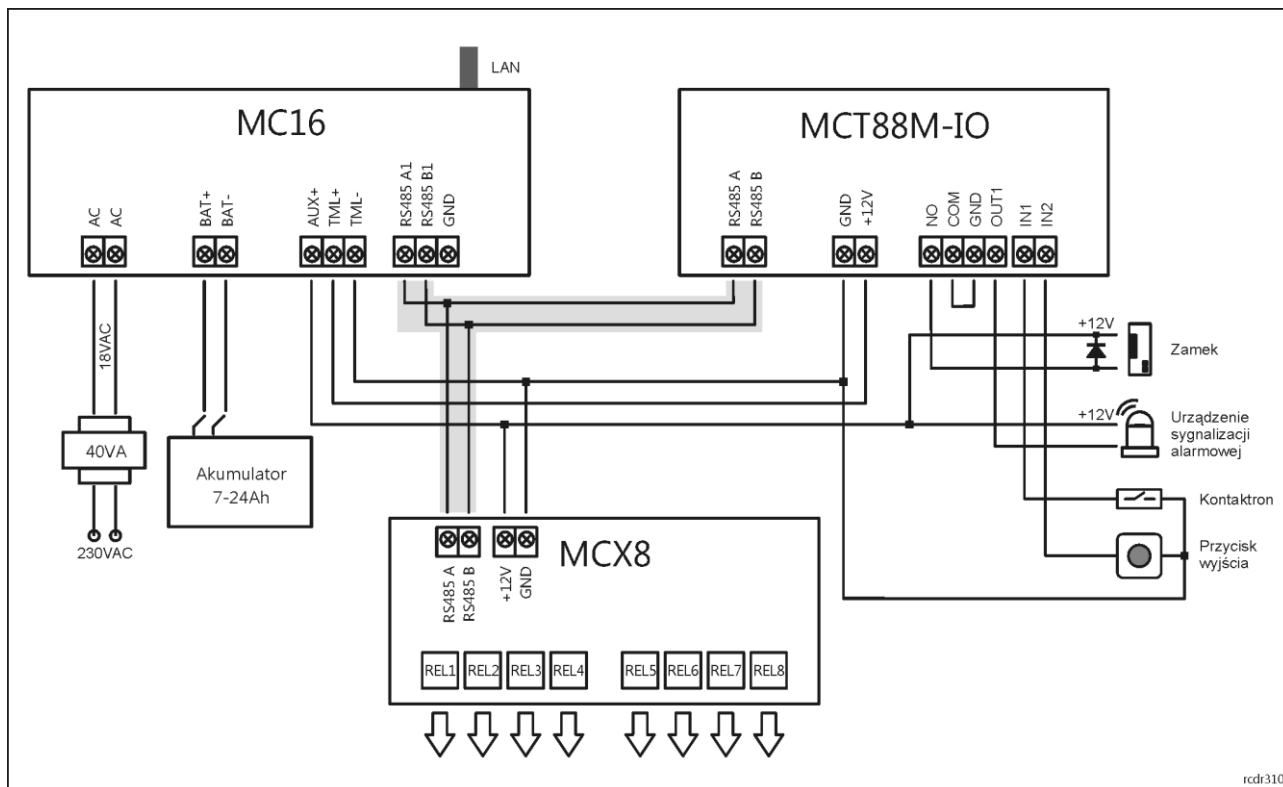 LAN
MC16
AC
AC
BAT+
BAT-
AUX+
TML+
TML-
RS485 A1
RS485 B1
GND
MCT88M-IO
RS485 A
RS485 B
GND
+12V
NO
COM
GND
OUT1
IN1
IN2
18VAC
40VA
230VAC
Akumulator
7-24Ah
+12V
Zamek
+12V
Urządzenie
sygnalizacji
alarmowej
Kontaktron
Przycisk
wyjścia
MCX8
RS485 A
RS485 B
+12V
GND
REL1
REL2
REL3
REL4
REL5
REL6
REL7
REL8
rcdr310